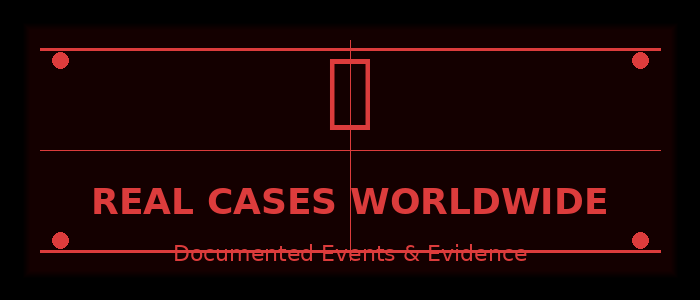 REAL CASES WORLDWIDE
Documented Events & Evidence